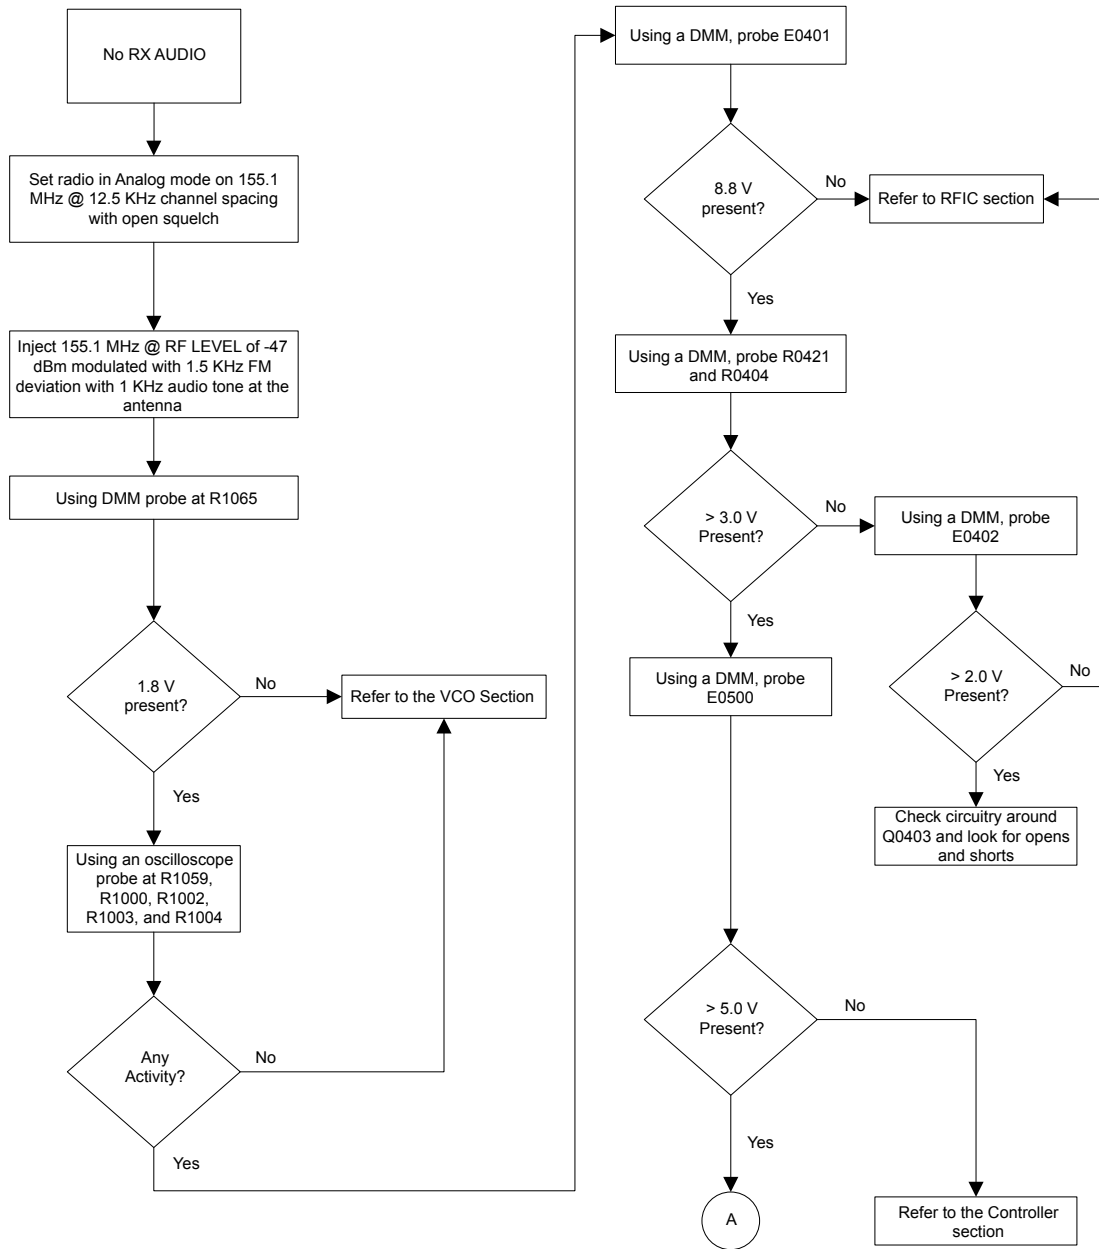 No RX AUDIO
Set radio in Analog mode on 155.1
MHz @ 12.5 KHz channel spacing
with open squelch
Inject 155.1 MHz @ RF LEVEL of -47
dBm modulated with 1.5 KHz FM
deviation with 1 KHz audio tone at the
antenna
Using DMM probe at R1065
1.8 V
present?
No
Refer to the VCO Section
Yes
Using an oscilloscope
probe at R1059,
R1000, R1002,
R1003, and R1004
Any
Activity?
No
Yes
Using a DMM, probe E0401
8.8 V
present?
No
Refer to RFIC section
Yes
Using a DMM, probe R0421
and R0404
> 3.0 V
Present?
No
Using a DMM, probe
E0402
Yes
> 2.0 V
Present?
No
Yes
Check circuitry around
Q0403 and look for opens
and shorts
Using a DMM, probe
E0500
> 5.0 V
Present?
No
Refer to the Controller
section
Yes
A